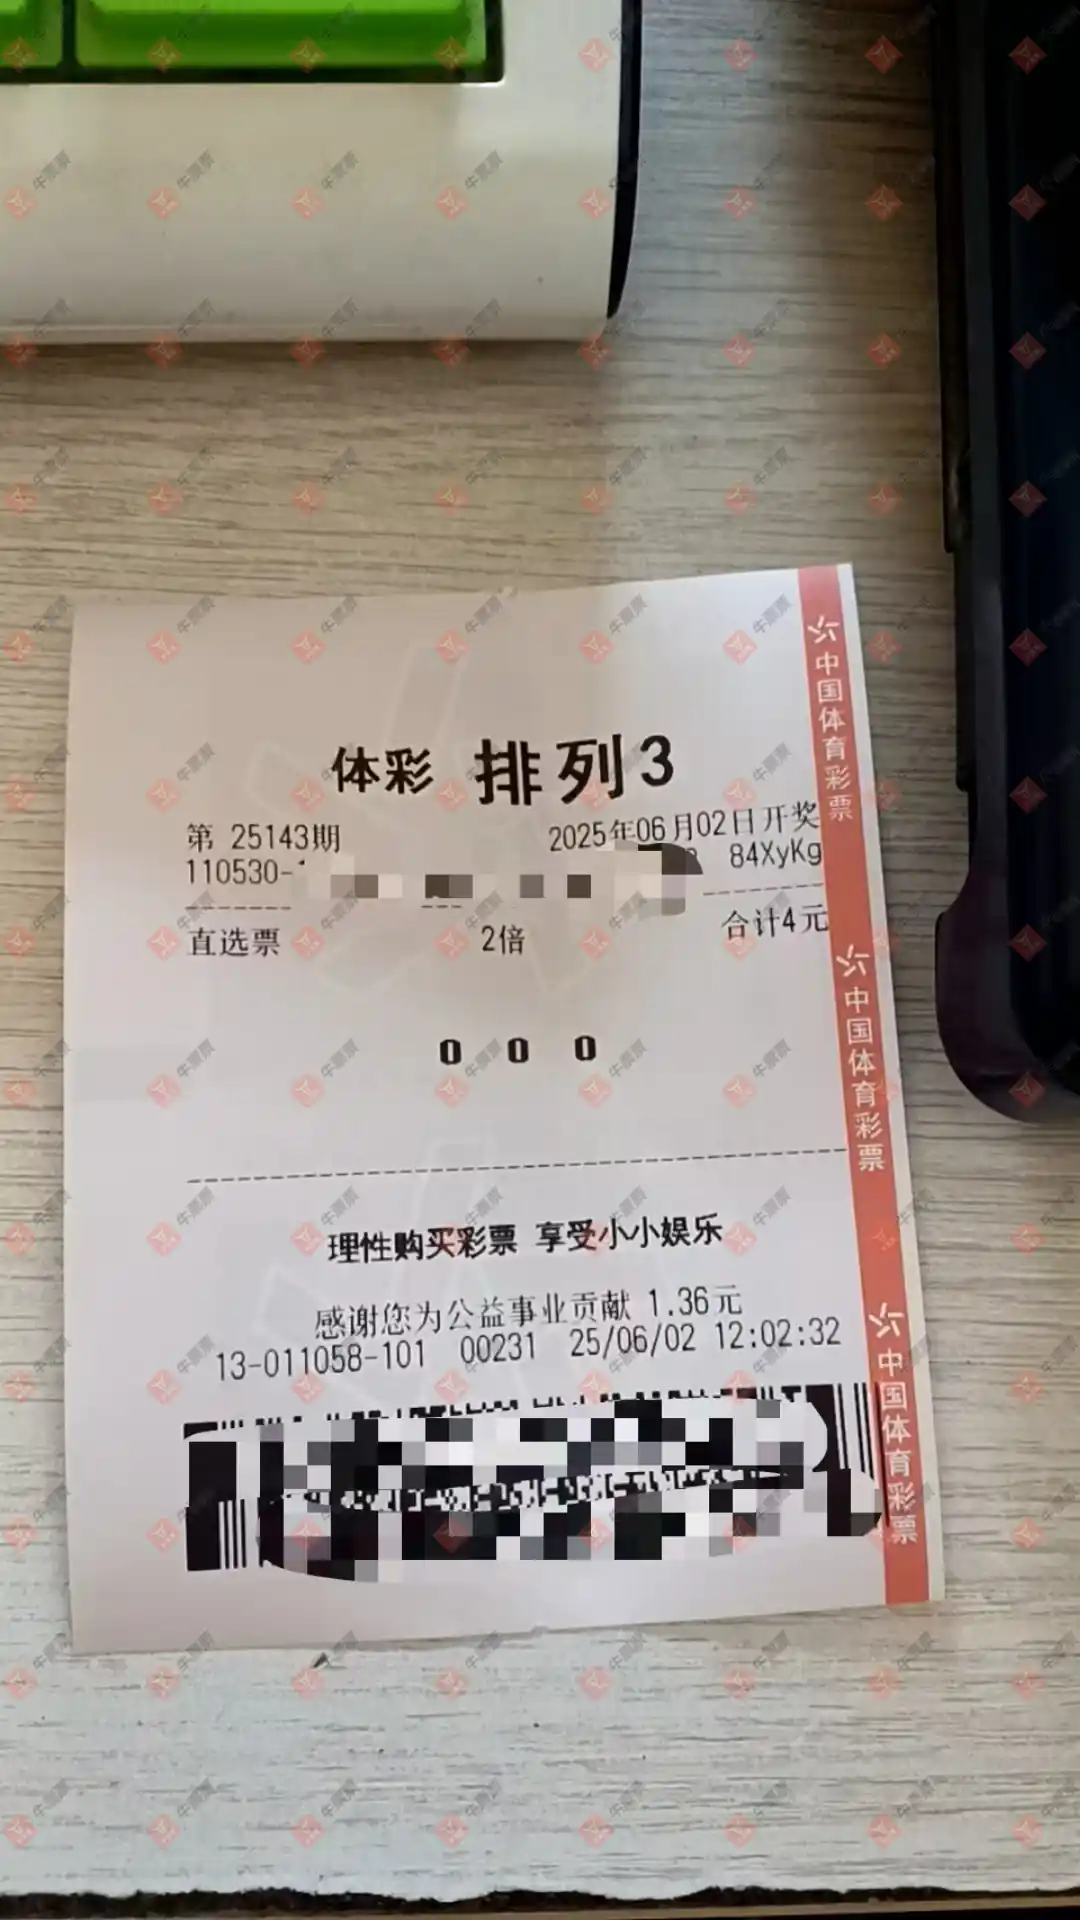 体彩 排列3
第 25143期 2025年06月02日开奖
110530- 84XyKg
直选票 2倍 合计4元
0 0 0
理性购买彩票 享受小小娱乐
感谢您为公益事业贡献 1.36元
13-011058-101 00231 25/06/02 12:02:32
中国体育彩票
中国体育彩票
中国体育彩票
牛票票